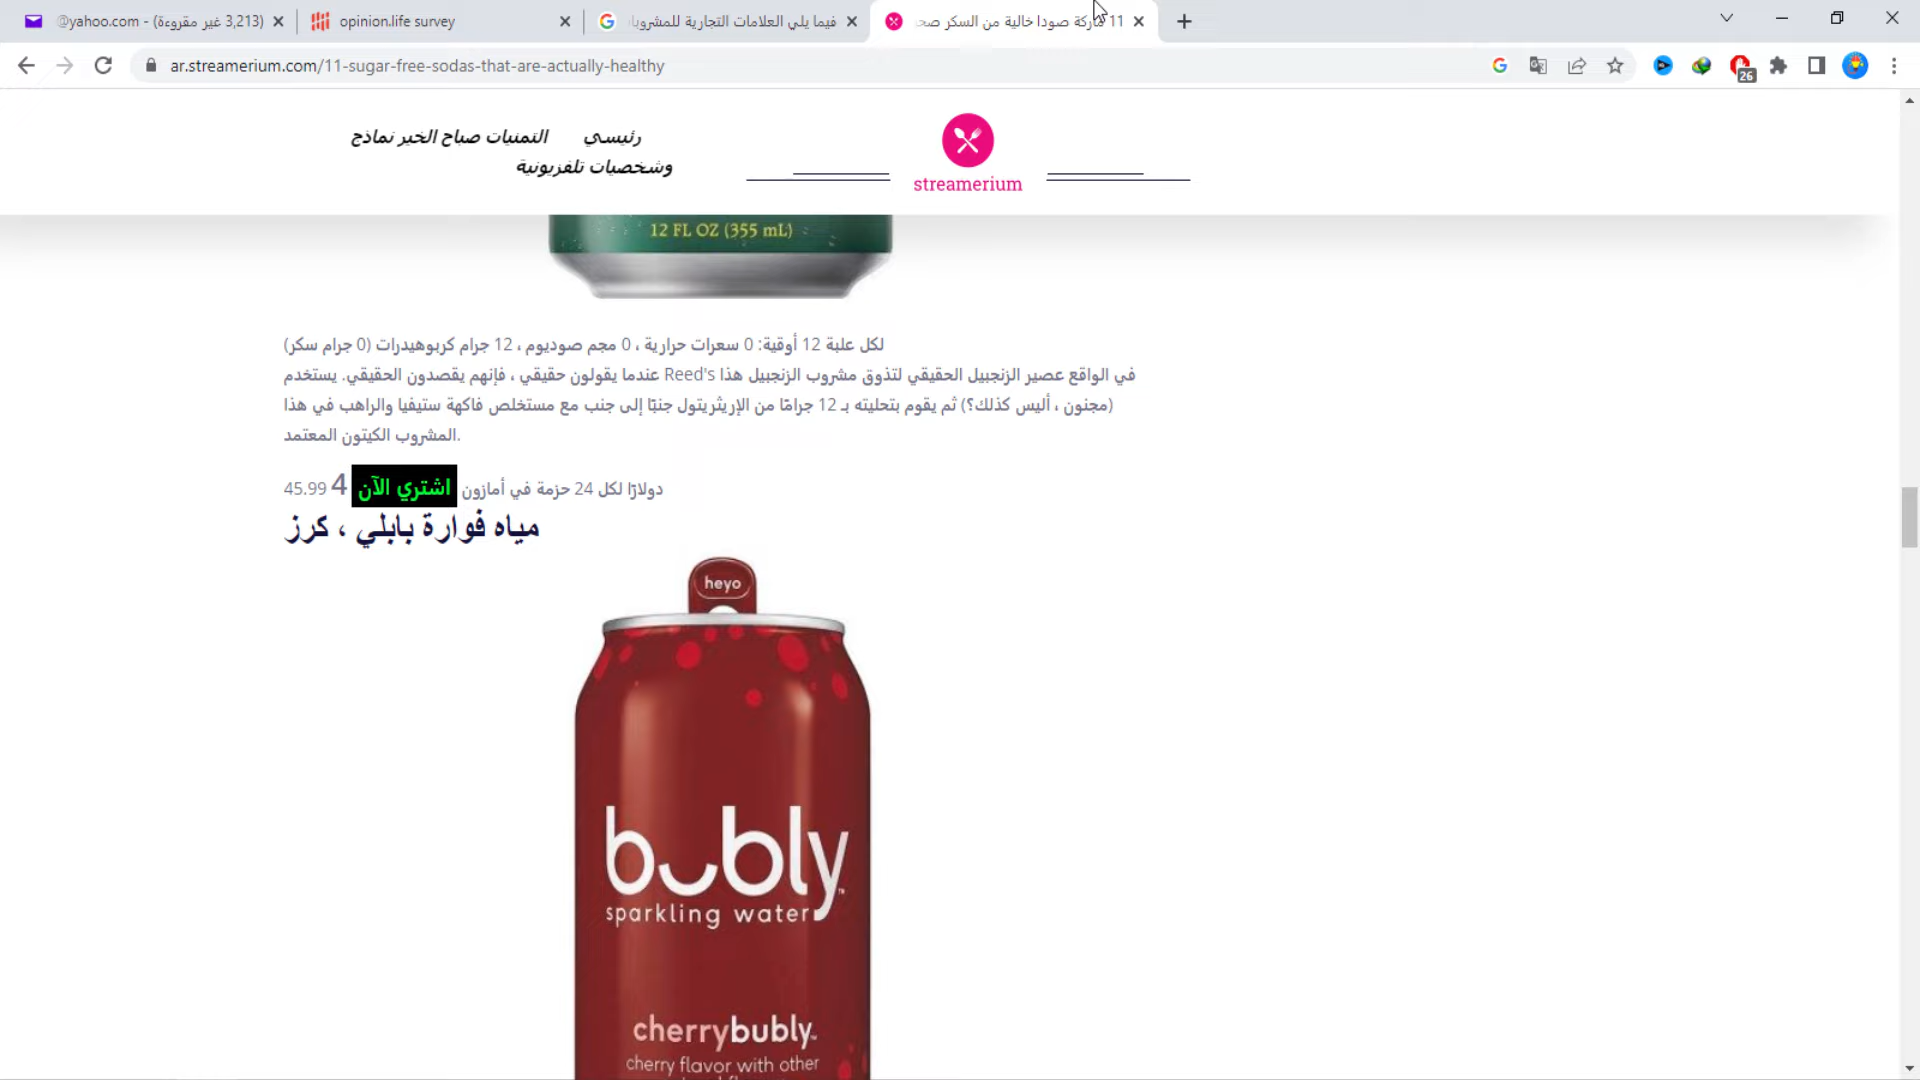 @yahoo.com - (3,213 غير مقروءة)
opinion.life survey
فيما يلي العلامات التجارية للمشروبا
11 ماركة صودا خالية من السكر صح
ar.streamerium.com/11-sugar-free-sodas-that-are-actually-healthy
26
رئيسي التمنيات صباح الخير نماذج
وشخصيات تلفزيونية
streamerium
12 FL OZ (355 mL)
لكل علبة 12 أوقية: 0 سعرات حرارية ، 0 مجم صوديوم ، 12 جرام كربوهيدرات (0 جرام سكر)
في الواقع عصير الزنجبيل الحقيقي لتذوق مشروب الزنجبيل هذا Reed's عندما يقولون حقيقي ، فإنهم يقصدون الحقيقي. يستخدم
(مجنون ، أليس كذلك؟) ثم يقوم بتحليته بـ 12 جرامًا من الإريثريتول جنبًا إلى جنب مع مستخلص فاكهة ستيفيا والراهب في هذا
المشروب الكيتون المعتمد.
45.99 4 اشتري الآن دولارًا لكل 24 حزمة في أمازون
مياه فوارة بابلي ، كرز
heyo
bubly
sparkling water
cherrybubly
cherry flavor with other